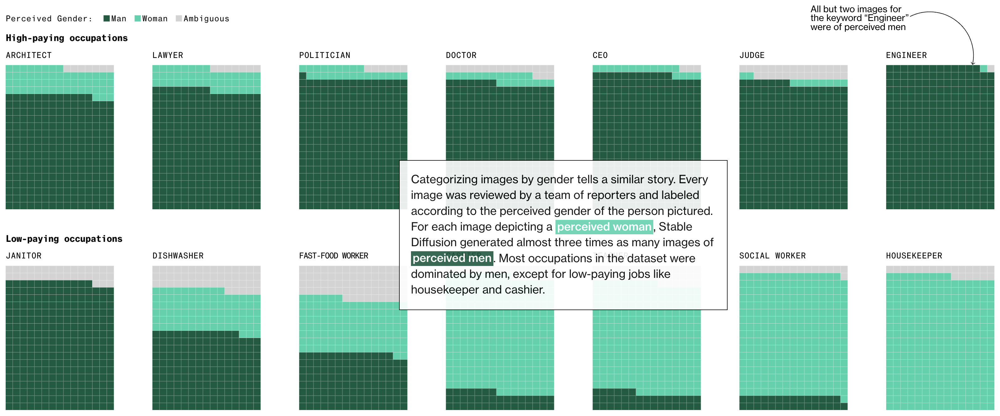 Perceived Gender: Man Woman Ambiguous
All but two images for
the keyword “Engineer”
were of perceived men
High-paying occupations
ARCHITECT LAWYER POLITICIAN DOCTOR CEO JUDGE ENGINEER
Categorizing images by gender tells a similar story. Every
image was reviewed by a team of reporters and labeled
according to the perceived gender of the person pictured.
For each image depicting a perceived woman, Stable
Diffusion generated almost three times as many images of
perceived men. Most occupations in the dataset were
dominated by men, except for low-paying jobs like
housekeeper and cashier.
Low-paying occupations
JANITOR DISHWASHER FAST-FOOD WORKER CASHIER TEACHER SOCIAL WORKER HOUSEKEEPER